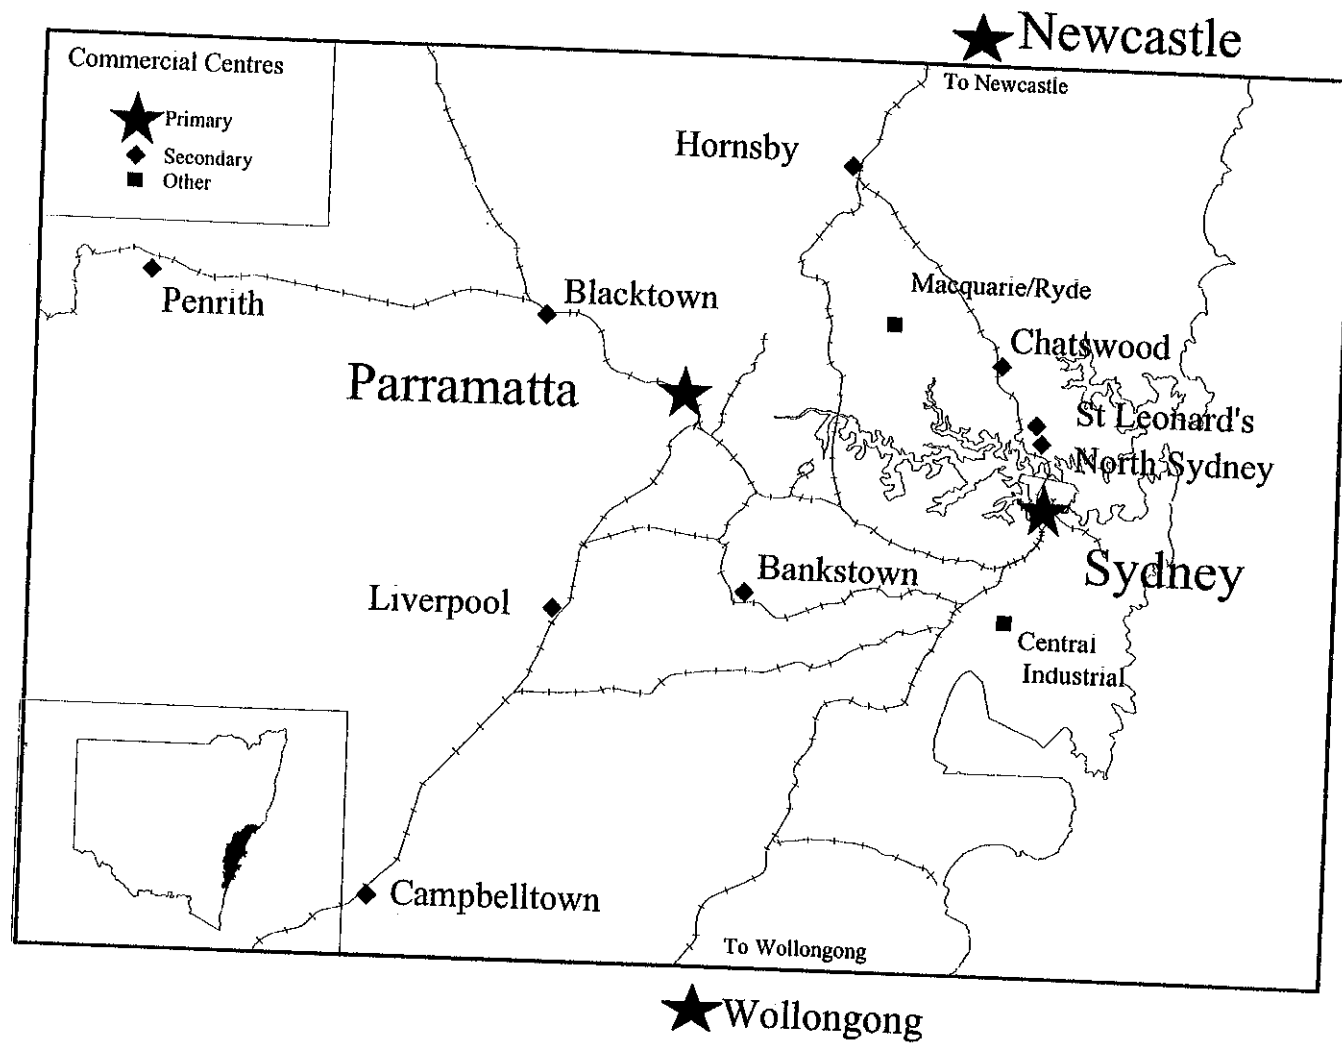 Newcastle
Commercial Centres
To Newcastle
Primary
Hornsby
Secondary
Other
Macquarie/Ryde
Penrith
Blacktown
Chatswood
Parramatta
St Leonard's
North Sydney
Bankstown
Sydney
Liverpool
Central
Industrial
Campbelltown
To Wollongong
Wollongong